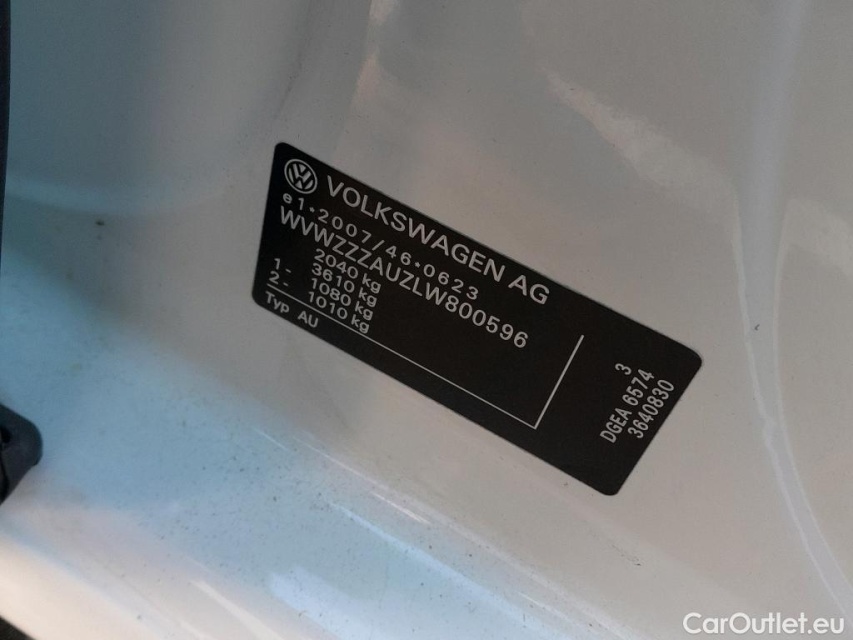 VOLKSWAGEN AG
e1*2007/46*0623
WVWZZZAUZLW800596
2040 kg
3610 kg
1 - 1080 kg
2 - 1010 kg
Typ AU
3
DGEA 6574
3640830
CarOutlet.eu